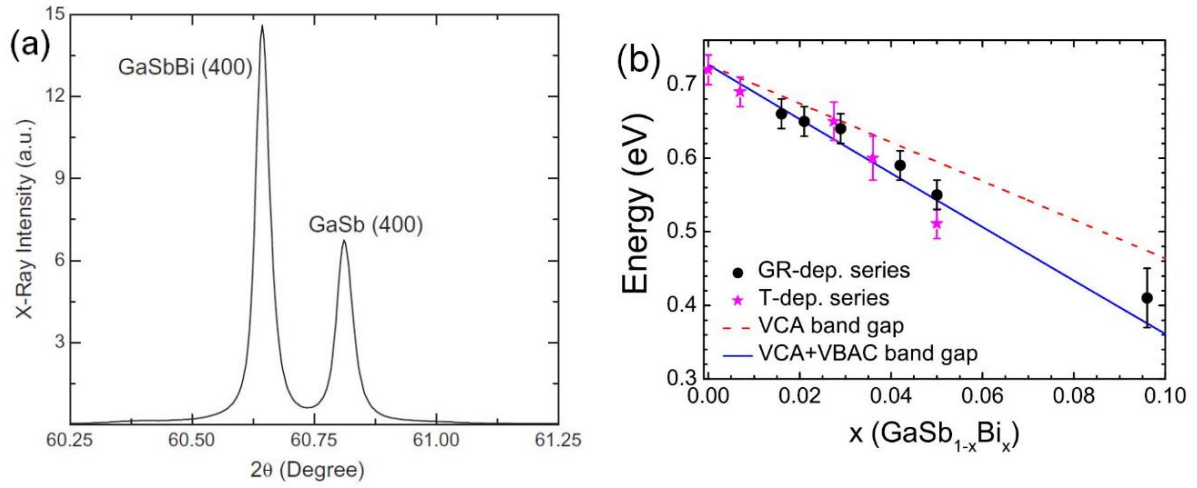 (a)
15
12
9
6
3
X-Ray Intensity (a.u.)
GaSbBi (400)
GaSb (400)
60.25 60.50 60.75 61.00 61.25
2θ (Degree)
(b)
0.7
0.6
0.5
0.4
0.3
Energy (eV)
GR-dep. series
T-dep. series
VCA band gap
VCA+VBAC band gap
0.00 0.02 0.04 0.06 0.08 0.10
x (GaSb₁₋ₓBiₓ)